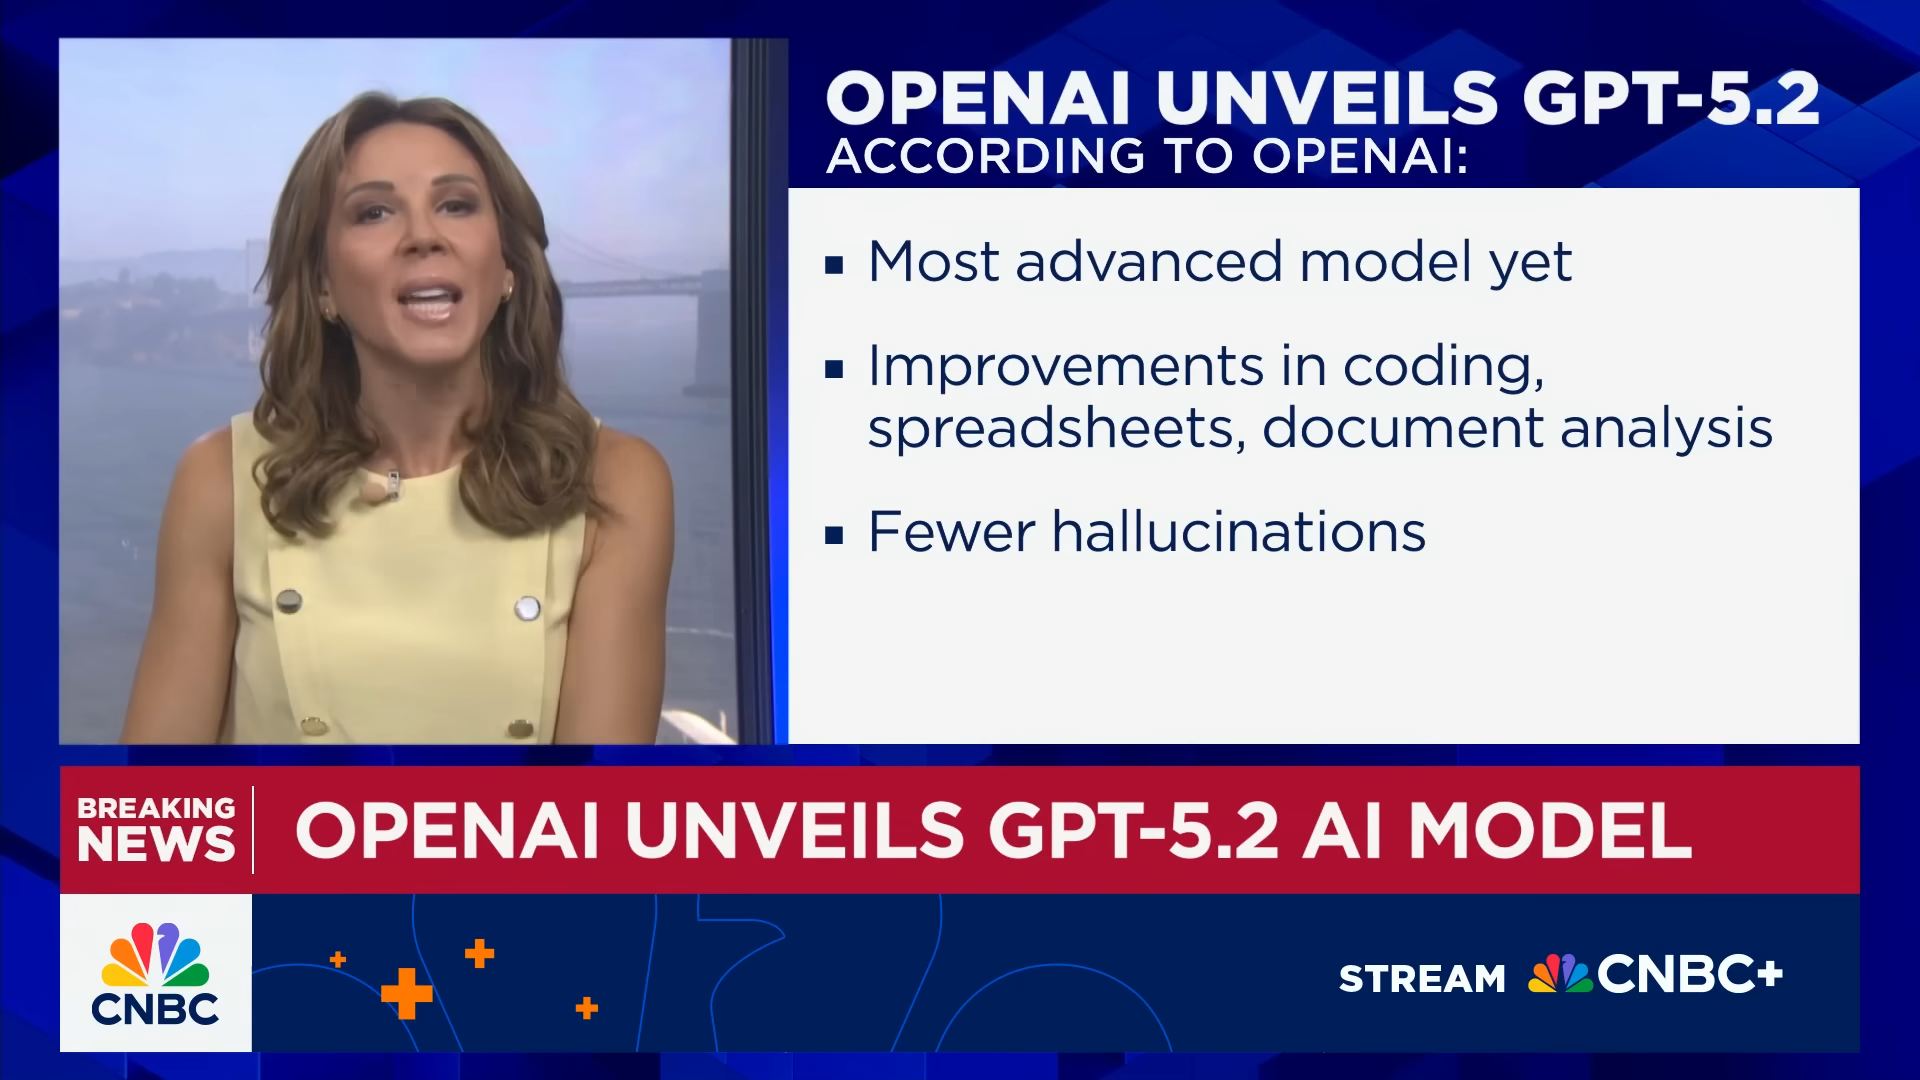 OPENAI UNVEILS GPT-5.2
ACCORDING TO OPENAI:
▪ Most advanced model yet
▪ Improvements in coding,
spreadsheets, document analysis
▪ Fewer hallucinations
BREAKING
NEWS
OPENAI UNVEILS GPT-5.2 AI MODEL
CNBC
STREAM CNBC+